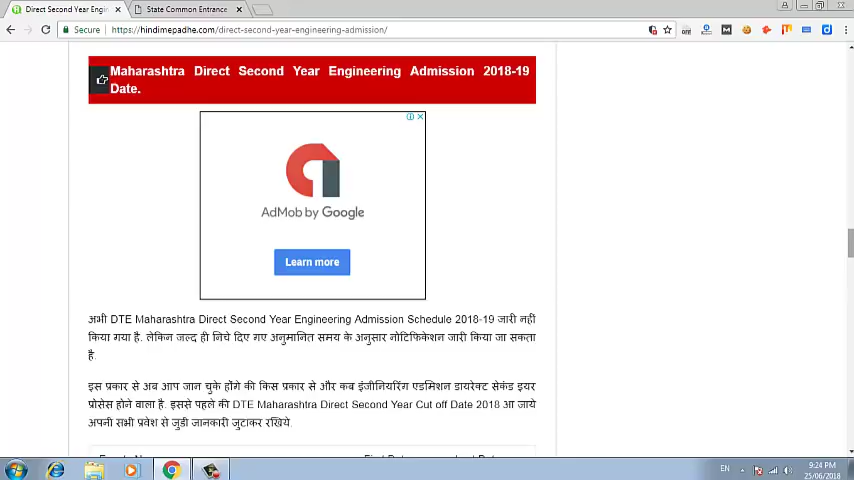 Direct Second Year Engin
State Common Entrance
Secure
https://hindimepadhe.com/direct-second-year-engineering-admission/
Maharashtra Direct Second Year Engineering Admission 2018-19
Date.
AdMob by Google
Learn more
अभी DTE Maharashtra Direct Second Year Engineering Admission Schedule 2018-19 जारी नहीं
किया गया है. लेकिन जल्द ही निचे दिए गए अनुमानित समय के अनुसार नोटिफिकेशन जारी किया जा सकता
है.
इस प्रकार से अब आप जान चुके होंगे की किस प्रकार से और कब इंजीनियरिंग एडमिशन डायरेक्ट सेकंड इयर
प्रोसेस होने वाला है. इससे पहले की DTE Maharashtra Direct Second Year Cut off Date 2018 आ जाये
अपनी सभी प्रवेश से जुडी जानकारी जुटाकर रखिये.
EN
9:24 PM
25/06/2018